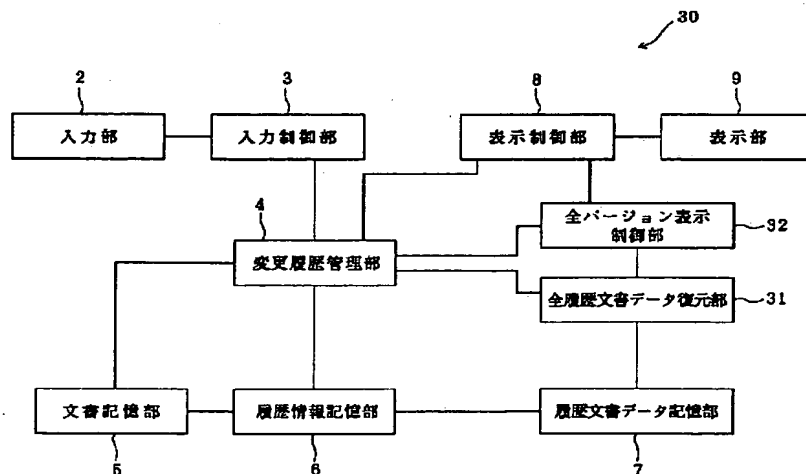 30
2
3
8
9
入力部
入力制御部
表示制御部
表示部
4
全バージョン表示
制御部
32
変更履歴管理部
全履歴文書データ復元部
31
文書記憶部
履歴情報記憶部
履歴文書データ記憶部
5
6
7